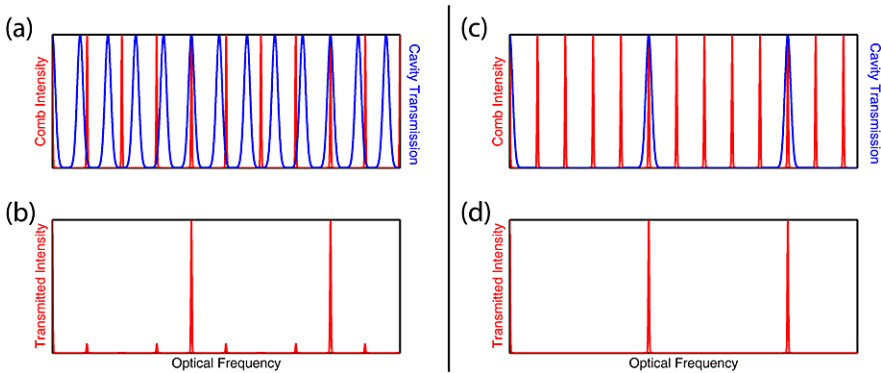 (a)
Comb Intensity
Cavity Transmission
(b)
Transmitted Intensity
Optical Frequency
(c)
Comb Intensity
Cavity Transmission
(d)
Transmitted Intensity
Optical Frequency